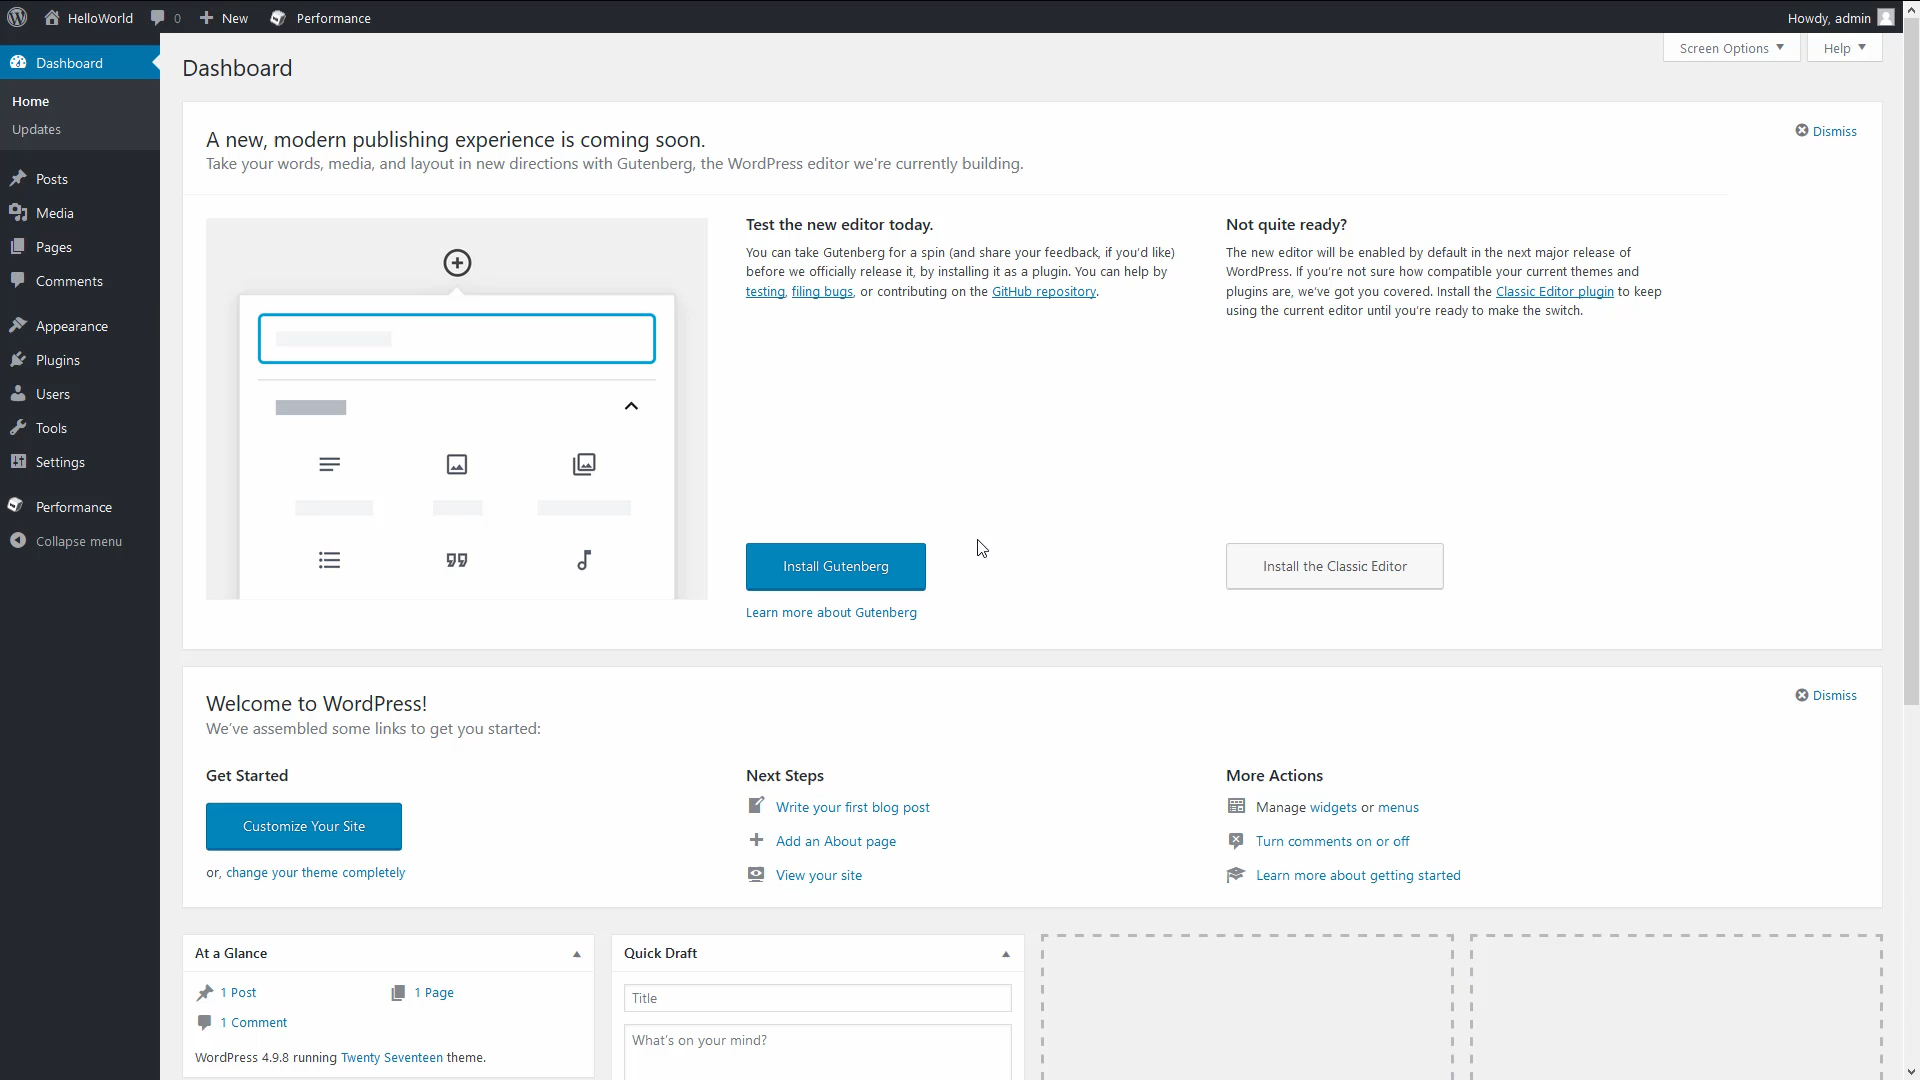 HelloWorld
0
New
Performance
Howdy, admin
Dashboard
Home
Updates
Posts
Media
Pages
Comments
Appearance
Plugins
Users
Tools
Settings
Performance
Collapse menu
Screen Options
Help
Dashboard
A new, modern publishing experience is coming soon.
Dismiss
Take your words, media, and layout in new directions with Gutenberg, the WordPress editor we're currently building.
Test the new editor today.
You can take Gutenberg for a spin (and share your feedback, if you'd like)
before we officially release it, by installing it as a plugin. You can help by
testing, filing bugs, or contributing on the GitHub repository.
Install Gutenberg
Learn more about Gutenberg
Not quite ready?
The new editor will be enabled by default in the next major release of
WordPress. If you're not sure how compatible your current themes and
plugins are, we've got you covered. Install the Classic Editor plugin to keep
using the current editor until you're ready to make the switch.
Install the Classic Editor
Welcome to WordPress!
Dismiss
We've assembled some links to get you started:
Get Started
Customize Your Site
or, change your theme completely
Next Steps
Write your first blog post
Add an About page
View your site
More Actions
Manage widgets or menus
Turn comments on or off
Learn more about getting started
At a Glance
1 Post
1 Page
1 Comment
WordPress 4.9.8 running Twenty Seventeen theme.
Quick Draft
Title
What's on your mind?